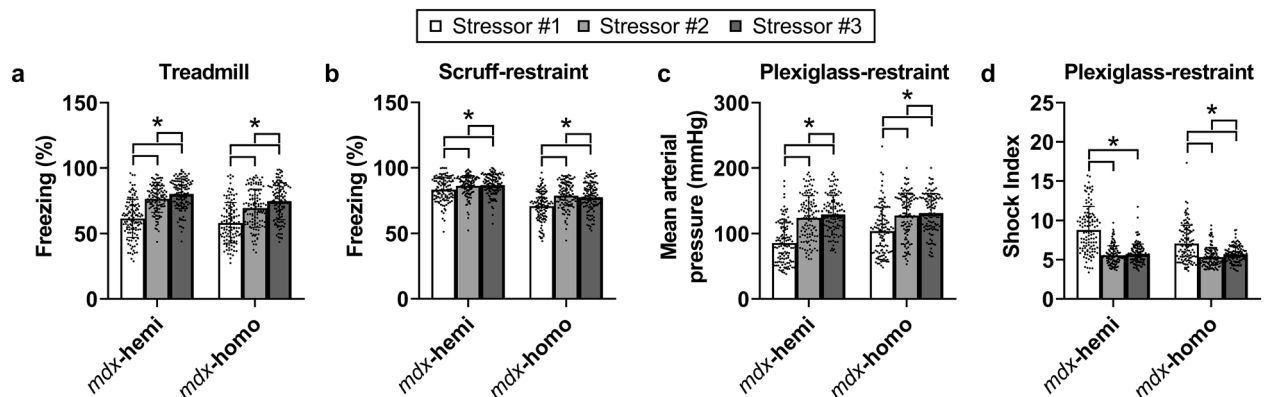 Stressor #1 Stressor #2 Stressor #3
a Treadmill
Freezing (%)
150
100
50
0
*
*
mdx-hemi
mdx-homo
b Scruff-restraint
Freezing (%)
150
100
50
0
*
*
mdx-hemi
mdx-homo
c Plexiglass-restraint
Mean arterial
pressure (mmHg)
300
200
100
0
*
*
mdx-hemi
mdx-homo
d Plexiglass-restraint
Shock Index
25
20
15
10
5
0
*
*
mdx-hemi
mdx-homo